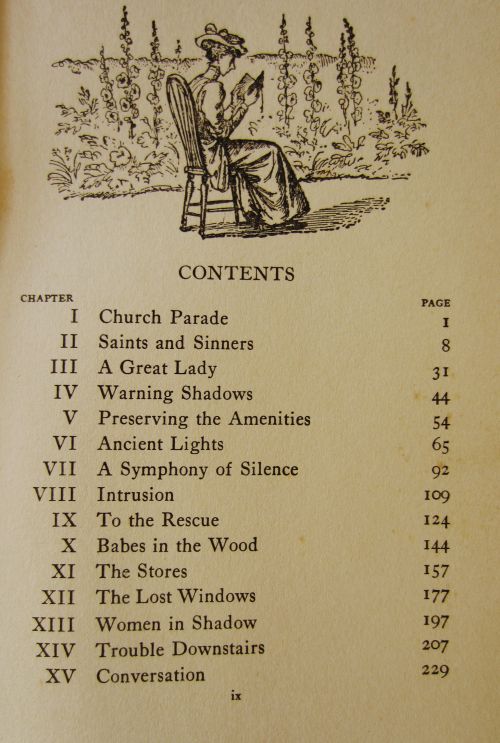 CONTENTS
CHAPTER PAGE
I Church Parade 1
II Saints and Sinners 8
III A Great Lady 31
IV Warning Shadows 44
V Preserving the Amenities 54
VI Ancient Lights 65
VII A Symphony of Silence 92
VIII Intrusion 109
IX To the Rescue 124
X Babes in the Wood 144
XI The Stores 157
XII The Lost Windows 177
XIII Women in Shadow 197
XIV Trouble Downstairs 207
XV Conversation 229
ix